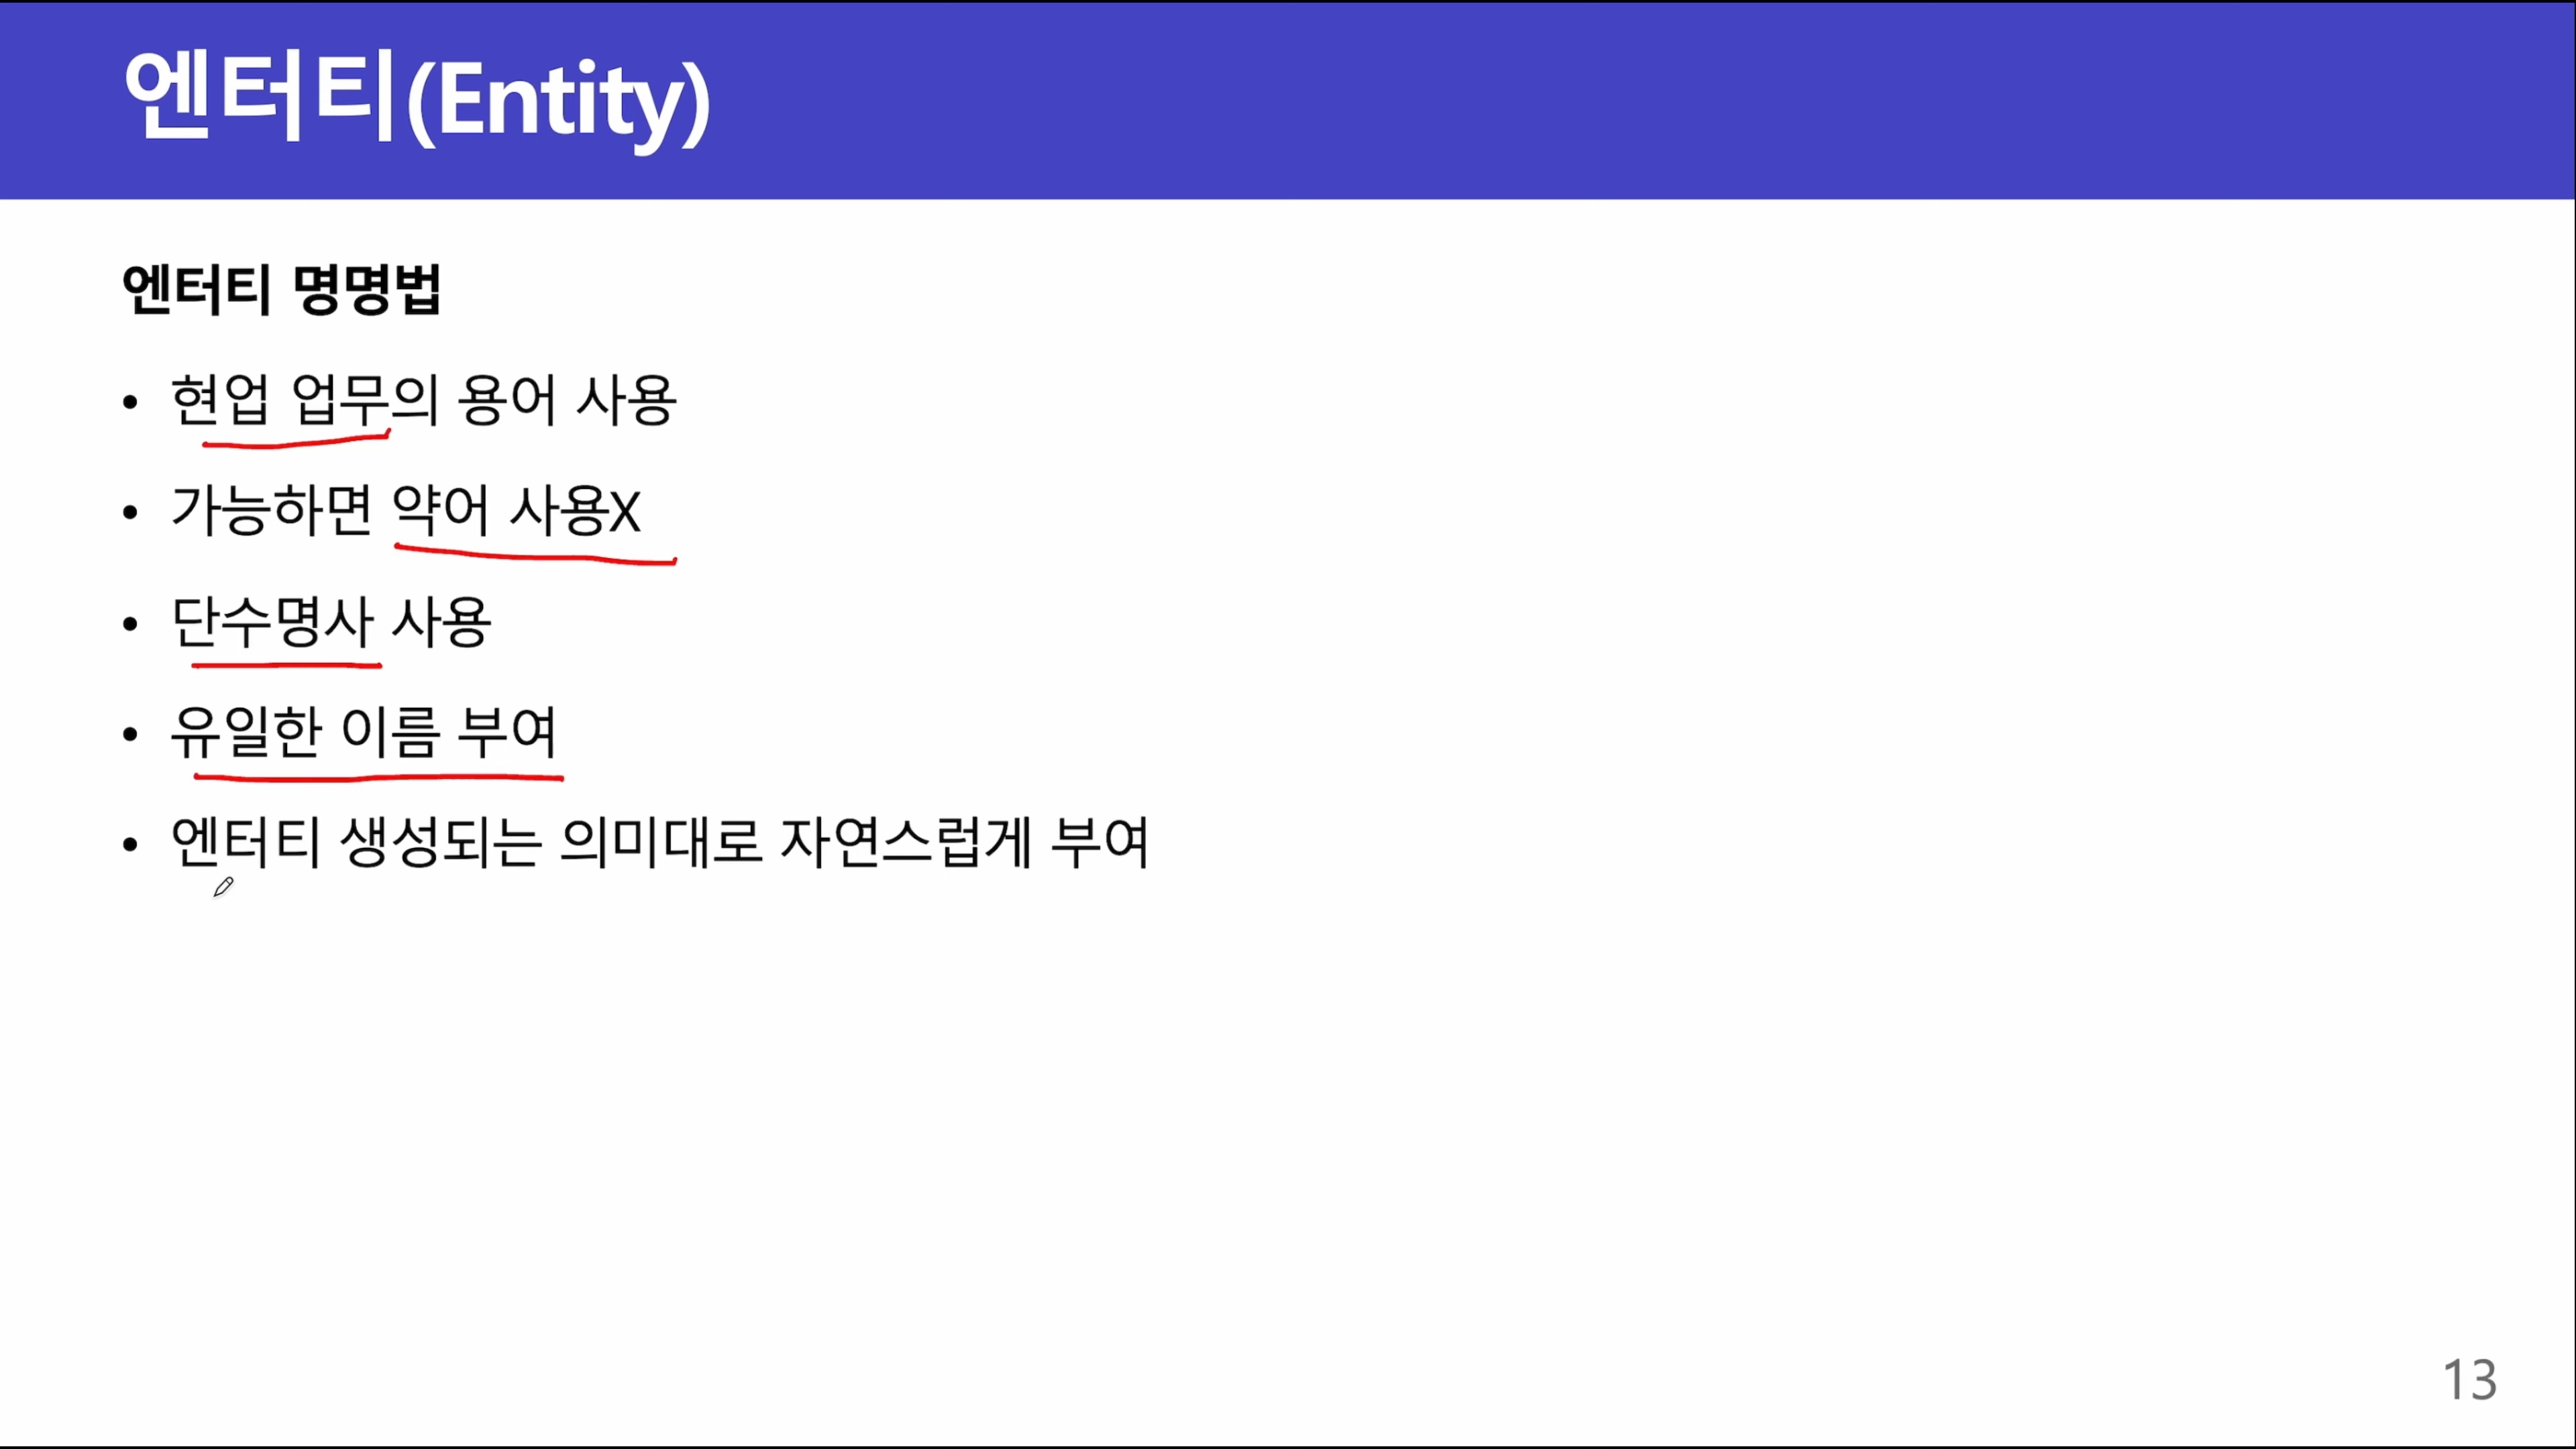 엔터티(Entity)
엔터티 명명법
• 현업 업무의 용어 사용
• 가능하면 약어 사용X
• 단수명사 사용
• 유일한 이름 부여
• 엔터티 생성되는 의미대로 자연스럽게 부여
13